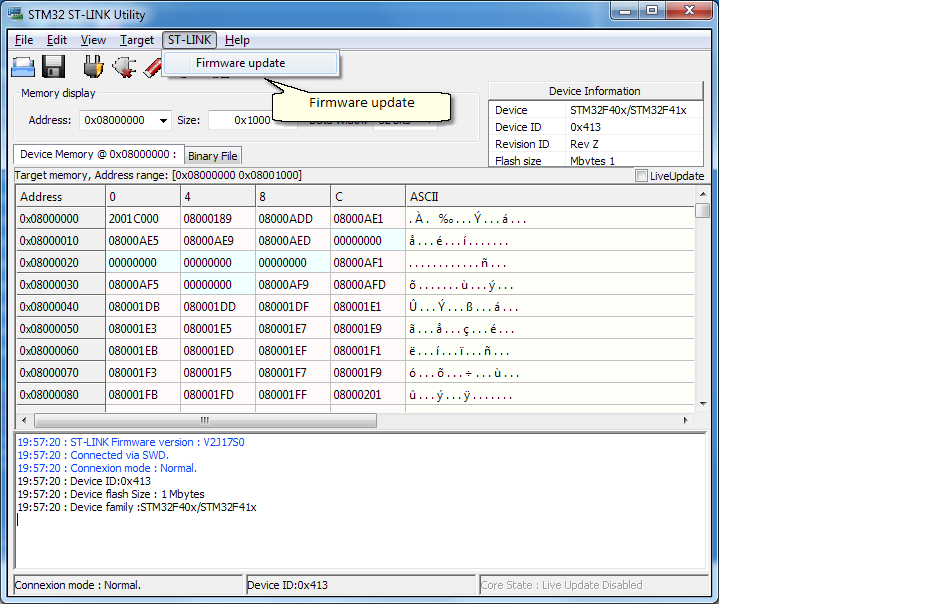 STM32 ST-LINK Utility
File Edit View Target ST-LINK Help
Firmware update
Firmware update
Memory display
Address: 0x08000000 Size: 0x1000
Device Information
Device STM32F40x/STM32F41x
Device ID 0x413
Revision ID Rev Z
Flash size Mbytes 1
Device Memory @ 0x08000000 : Binary File
Target memory, Address range: [0x08000000 0x08001000] LiveUpdate
Address 0 4 8 C ASCII
0x08000000 2001C000 08000189 08000ADD 08000AE1 .À. ‰...Ý...á...
0x08000010 08000AE5 08000AE9 08000AED 00000000 å...é...í.......
0x08000020 00000000 00000000 00000000 08000AF1 ............ñ...
0x08000030 08000AF5 00000000 08000AF9 08000AFD õ.......ù...ý...
0x08000040 080001DB 080001DD 080001DF 080001E1 Û...Ý...ß...á...
0x08000050 080001E3 080001E5 080001E7 080001E9 ã...å...ç...é...
0x08000060 080001EB 080001ED 080001EF 080001F1 ë...í...ï...ñ...
0x08000070 080001F3 080001F5 080001F7 080001F9 ó...õ...÷...ù...
0x08000080 080001FB 080001FD 080001FF 08000201 û...ý...ÿ.......
19:57:20 : ST-LINK Firmware version : V2J17S0
19:57:20 : Connected via SWD.
19:57:20 : Connexion mode : Normal.
19:57:20 : Device ID:0x413
19:57:20 : Device flash Size : 1 Mbytes
19:57:20 : Device family :STM32F40x/STM32F41x
Connexion mode : Normal. Device ID:0x413 Core State : Live Update Disabled